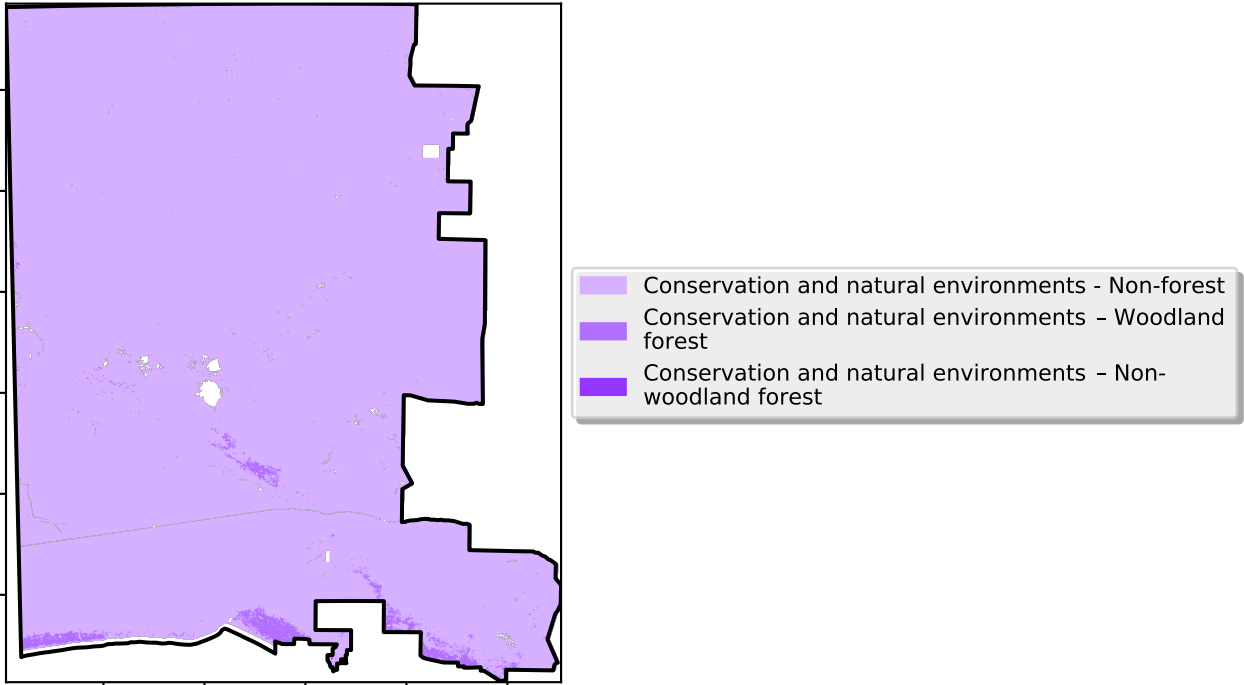 Conservation and natural environments - Non-forest
Conservation and natural environments – Woodland
forest
Conservation and natural environments – Non-
woodland forest